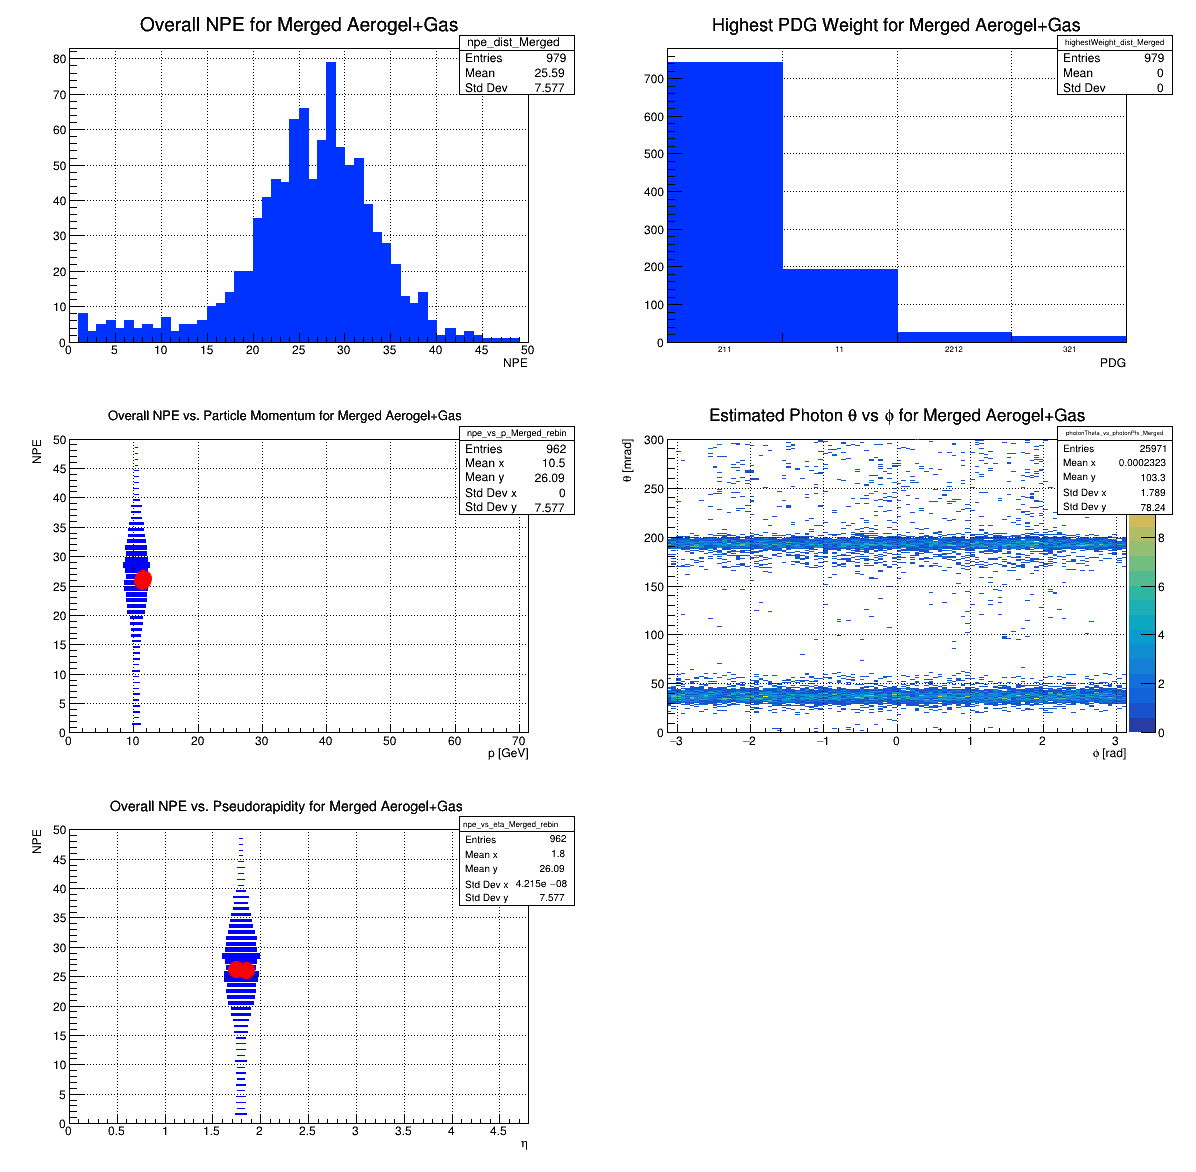 Overall NPE for Merged Aerogel+Gas
npe_dist_Merged
Entries 979
Mean 25.59
Std Dev 7.577
80
70
60
50
40
30
20
10
0
0 5 10 15 20 25 30 35 40 45 50
NPE
Highest PDG Weight for Merged Aerogel+Gas
highestWeight_dist_Merged
Entries 979
Mean 0
Std Dev 0
700
600
500
400
300
200
100
0
211 11 2212 321
PDG
Overall NPE vs. Particle Momentum for Merged Aerogel+Gas
NPE
npe_vs_p_Merged_rebin
Entries 962
Mean x 10.5
Mean y 26.09
Std Dev x 0
Std Dev y 7.577
50
45
40
35
30
25
20
15
10
5
0
0 10 20 30 40 50 60 70
p [GeV]
Estimated Photon θ vs ϕ for Merged Aerogel+Gas
θ [mrad]
photonTheta_vs_photonPhi_Merged
Entries 25971
Mean x 0.0002323
Mean y 103.3
Std Dev x 1.789
Std Dev y 78.24
300
250
200
150
100
50
0
8
6
4
2
0
−3 −2 −1 0 1 2 3
ϕ [rad]
Overall NPE vs. Pseudorapidity for Merged Aerogel+Gas
NPE
npe_vs_eta_Merged_rebin
Entries 962
Mean x 1.8
Mean y 26.09
Std Dev x 4.215e −08
Std Dev y 7.577
50
45
40
35
30
25
20
15
10
5
0
0 0.5 1 1.5 2 2.5 3 3.5 4 4.5
η